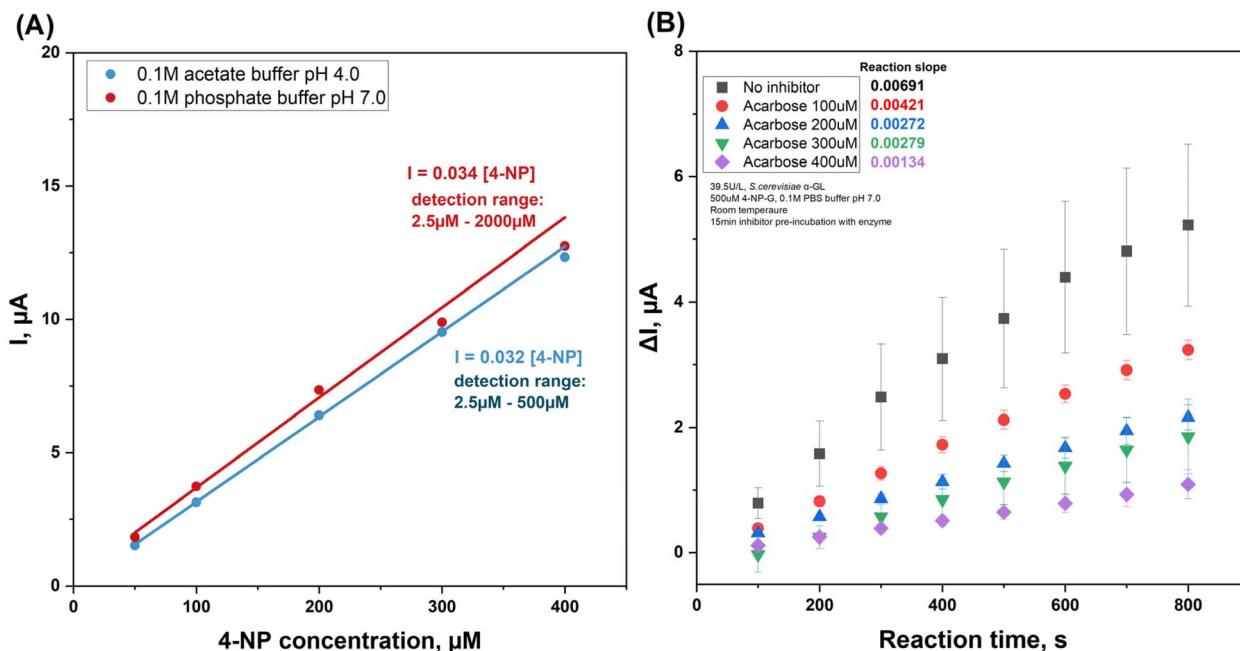 (A)
20
15
10
5
0
0
50
100
150
200
250
300
350
400
450
I, µA
4-NP concentration, µM
0.1M acetate buffer pH 4.0
0.1M phosphate buffer pH 7.0
I = 0.034 [4-NP]
detection range:
2.5µM - 2000µM
I = 0.032 [4-NP]
detection range:
2.5µM - 500µM
(B)
8
6
4
2
0
0
200
400
600
800
ΔI, µA
Reaction time, s
Reaction slope
No inhibitor 0.00691
Acarbose 100uM 0.00421
Acarbose 200uM 0.00272
Acarbose 300uM 0.00279
Acarbose 400uM 0.00134
39.5U/L, S.cerevisiae α-GL
500uM 4-NP-G, 0.1M PBS buffer pH 7.0
Room temperaure
15min inhibitor pre-incubation with enzyme